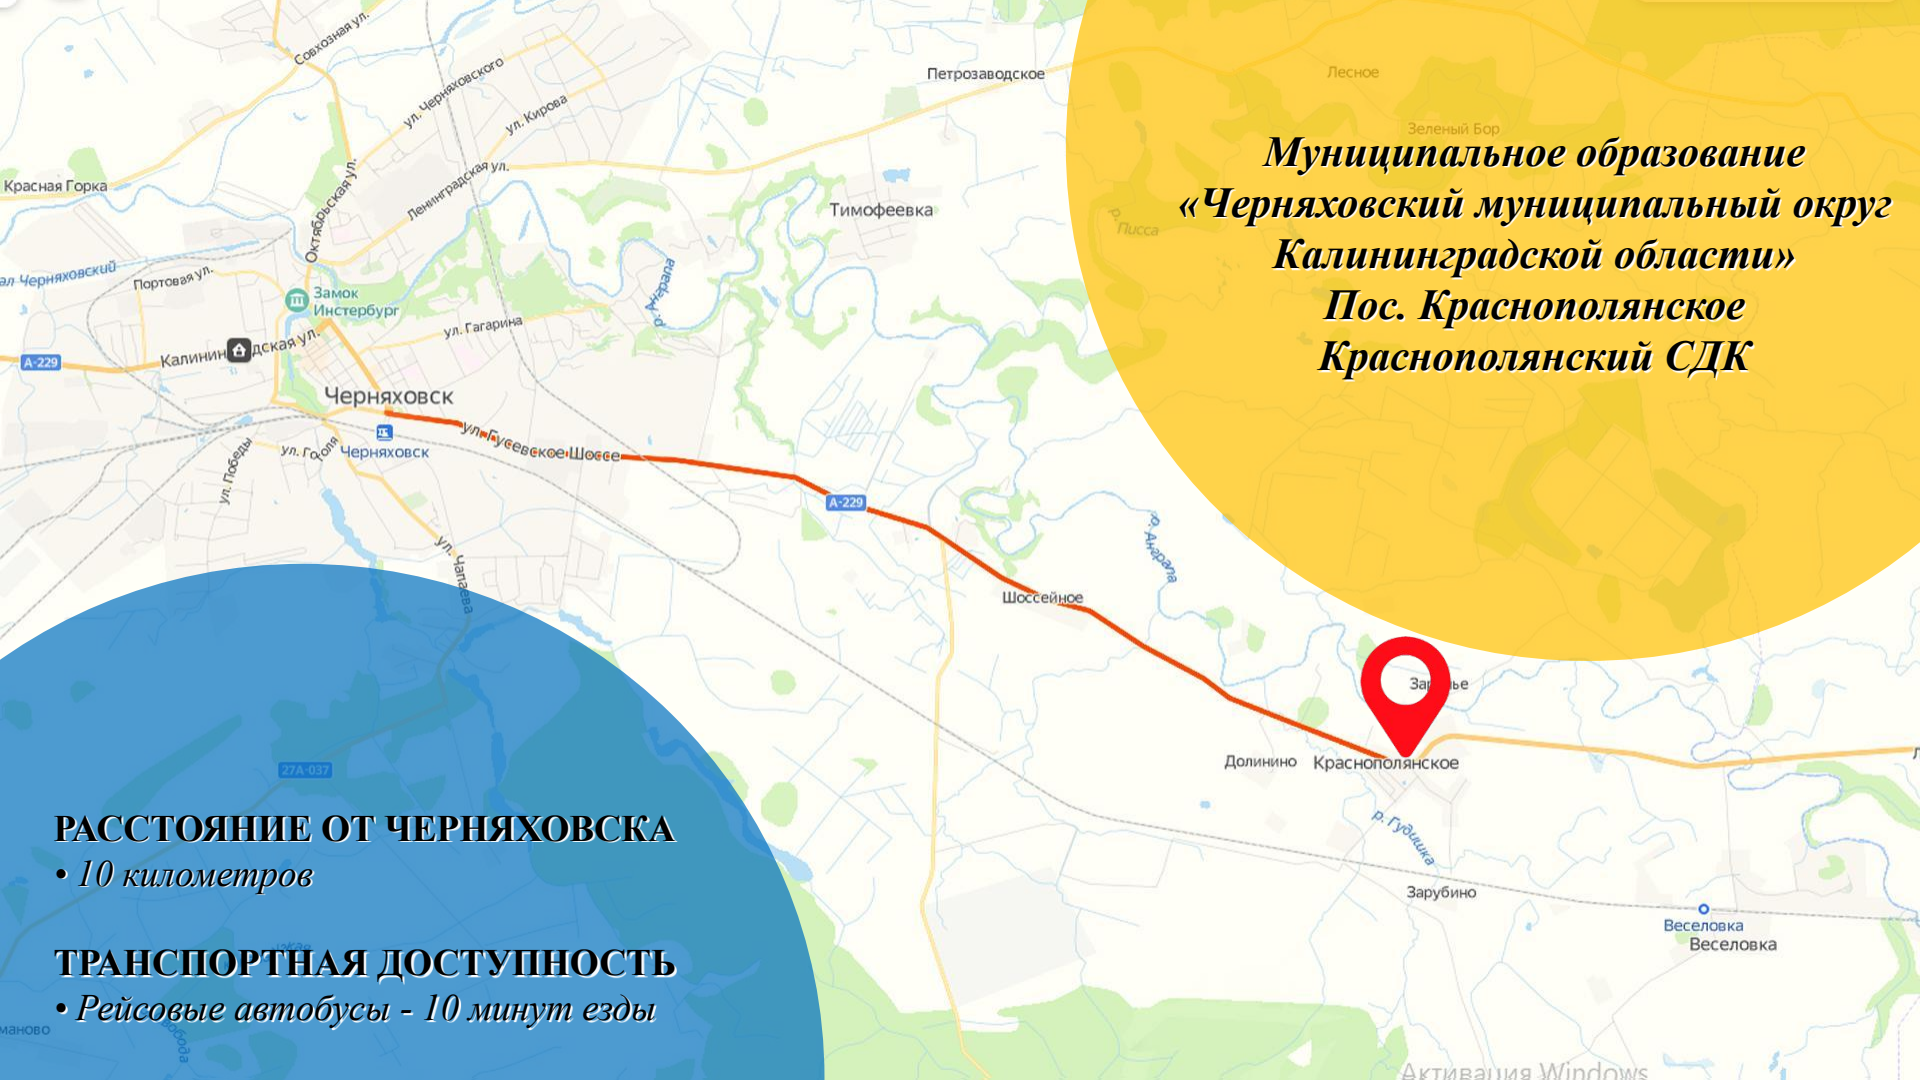 Муниципальное образование
«Черняховский муниципальный округ
Калининградской области»
Пос. Краснополянское
Краснополянский СДК
РАССТОЯНИЕ ОТ ЧЕРНЯХОВСКА
• 10 километров
ТРАНСПОРТНАЯ ДОСТУПНОСТЬ
• Рейсовые автобусы - 10 минут езды
Совхозная ул.
ул. Черняховского
ул. Кирова
Петрозаводское
Лесное
Зеленый Бор
Красная Горка
Октябрьская ул.
Ленинградская ул.
Тимофеевка
р. Писса
ал Черняховский
Портовая ул.
Замок
Инстербург
р. Анграпа
ул. Гагарина
А-229
ул.
Черняховск
ул. Гусевское Шоссе
ул. Победы
Черняховск
А-229
р. Анграпа
ул. Чапаева
Шоссейное
27А-037
Долинино
Краснополянское
р. Гудишка
Зарубино
Веселовка
Веселовка
маново
Активация Windows